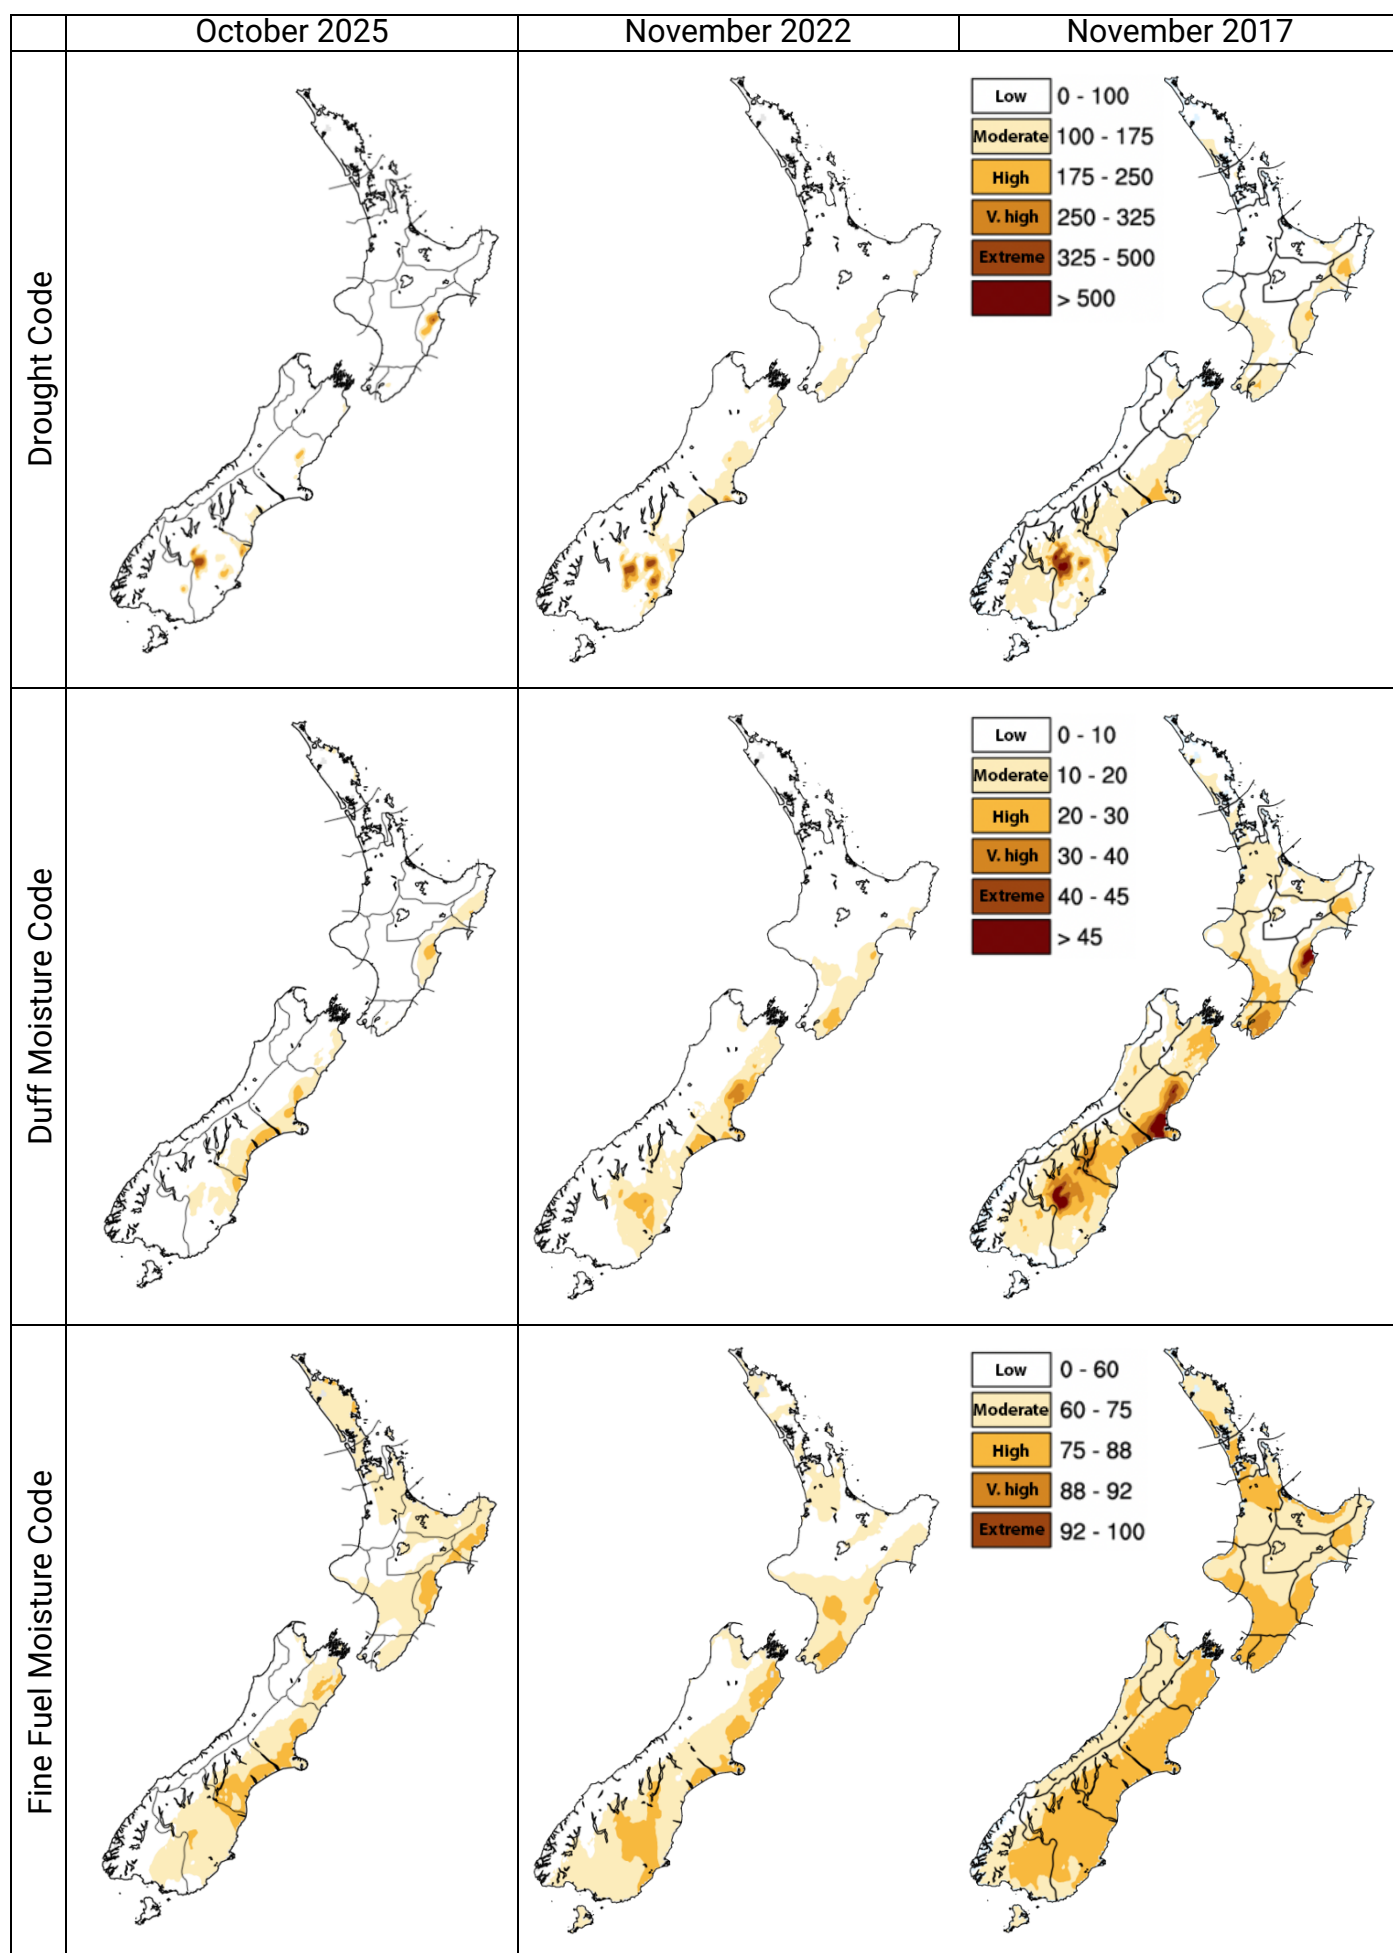 October 2025
November 2022
November 2017
Drought Code
Low 0 - 100
Moderate 100 - 175
High 175 - 250
V. high 250 - 325
Extreme 325 - 500
> 500
Duff Moisture Code
Low 0 - 10
Moderate 10 - 20
High 20 - 30
V. high 30 - 40
Extreme 40 - 45
> 45
Fine Fuel Moisture Code
Low 0 - 60
Moderate 60 - 75
High 75 - 88
V. high 88 - 92
Extreme 92 - 100